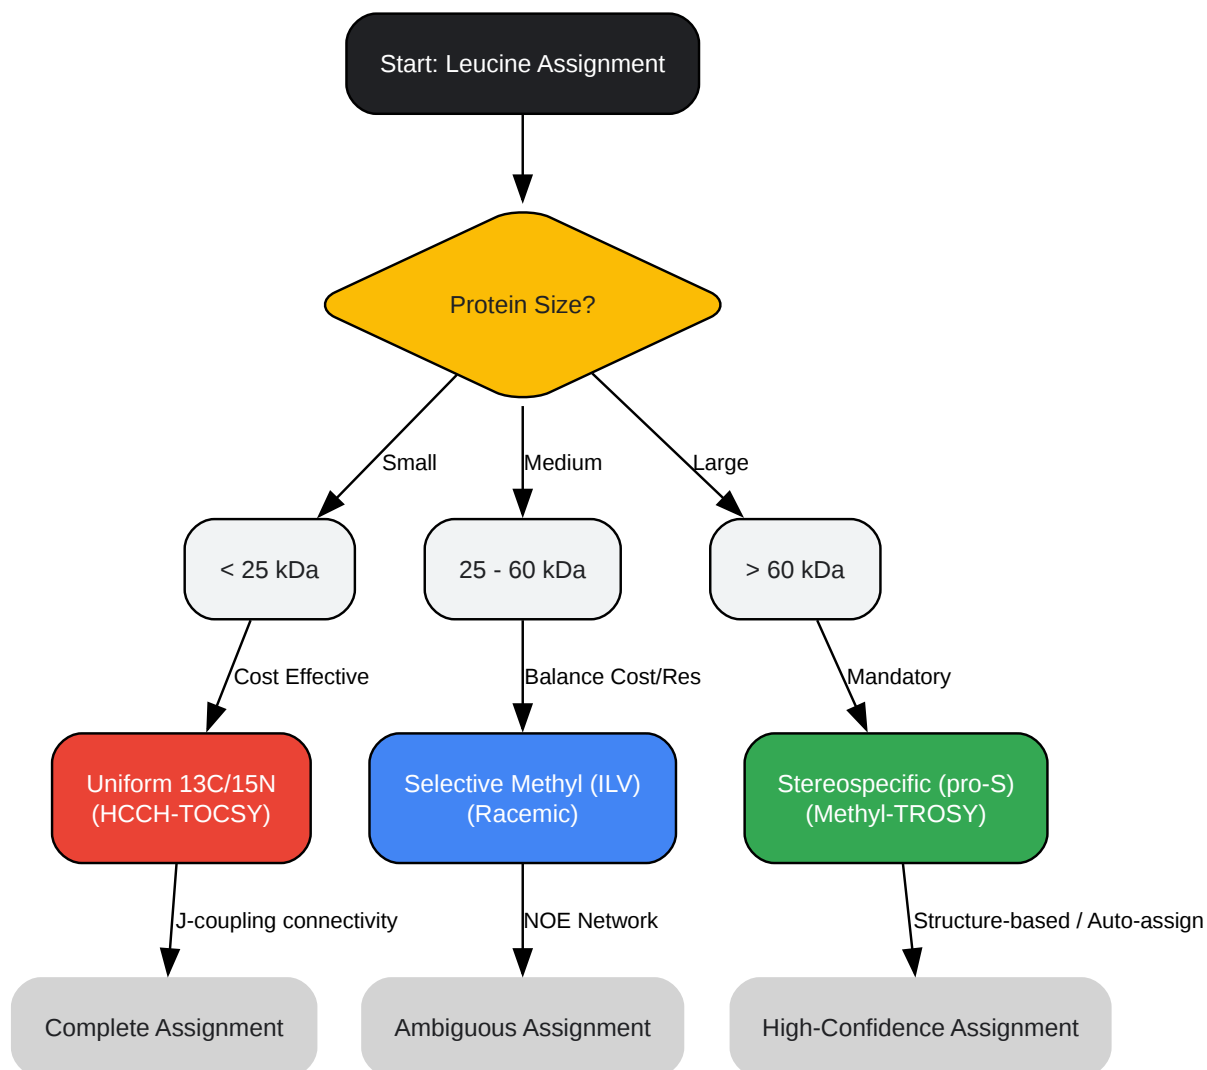 Start: Leucine Assignment
Protein Size?
Small
Medium
Large
< 25 kDa
25 - 60 kDa
> 60 kDa
Cost Effective
Balance Cost/Res
Mandatory
Uniform 13C/15N
(HCCH-TOCSY)
Selective Methyl (ILV)
(Racemic)
Stereospecific (pro-S)
(Methyl-TROSY)
J-coupling connectivity
NOE Network
Structure-based / Auto-assign
Complete Assignment
Ambiguous Assignment
High-Confidence Assignment